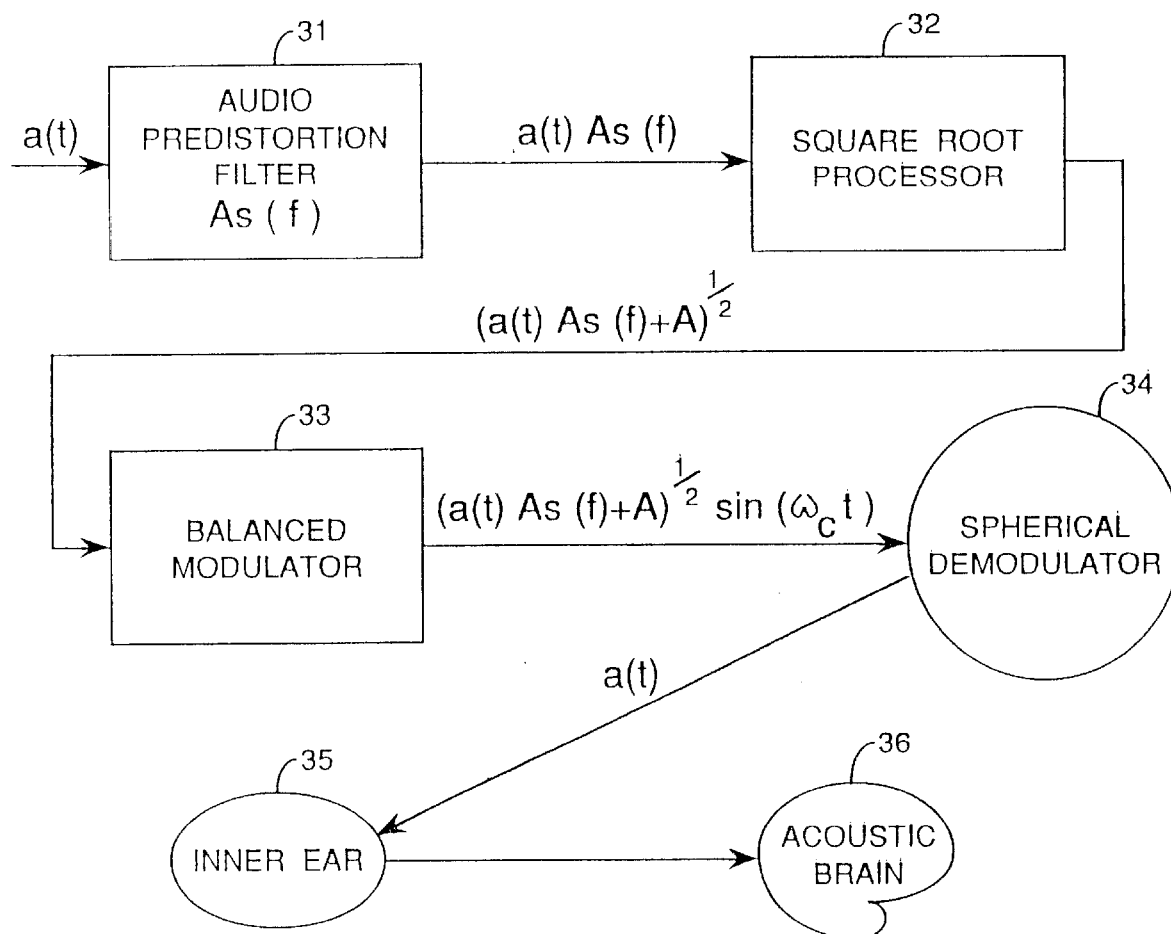 31
32
AUDIO
PREDISTORTION
FILTER
As ( f )
a(t)
a(t) As (f)
SQUARE ROOT
PROCESSOR
(a(t) As (f)+A)^1/2
33
34
BALANCED
MODULATOR
(a(t) As (f)+A)^1/2 sin (ω_c t)
SPHERICAL
DEMODULATOR
a(t)
35
36
INNER EAR
ACOUSTIC
BRAIN